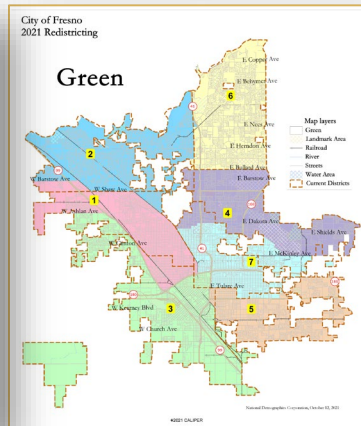 City of Fresno
2021 Redistricting
Green
E. Copper Ave
E. Behymer Ave
6
E. Nees Ave
E. Herndon Ave
E. Bullard Ave
E. Barstow Ave
2
W. Barstow Ave
W. Shaw Ave
1
4
W. Ashlan Ave
E. Dakota Ave
E. Shields Ave
E. McKinley Ave
7
E. Tulare Ave
3
5
W. Kearney Blvd
W. Church Ave
Map layers
Green
Landmark Area
Railroad
River
Streets
Water Area
Current Districts
National Demographics Corporation, October 02, 2021
©2021 CALIPER